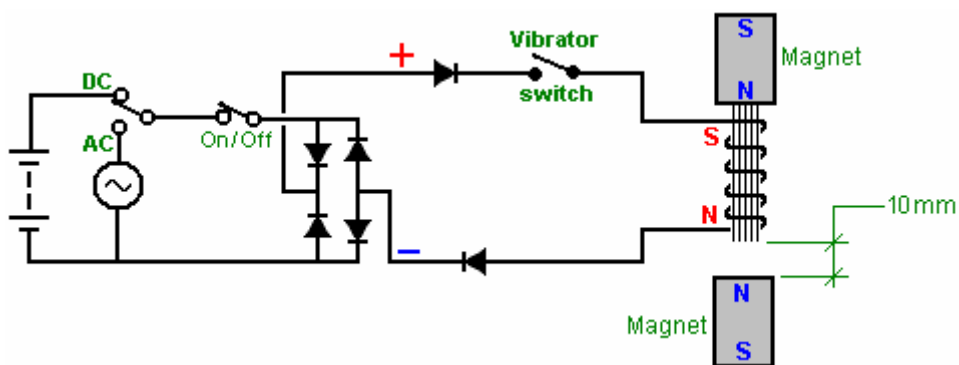 S
Magnet
N
+
Vibrator
switch
DC
On/Off
AC
S
N
10mm
−
N
Magnet
S